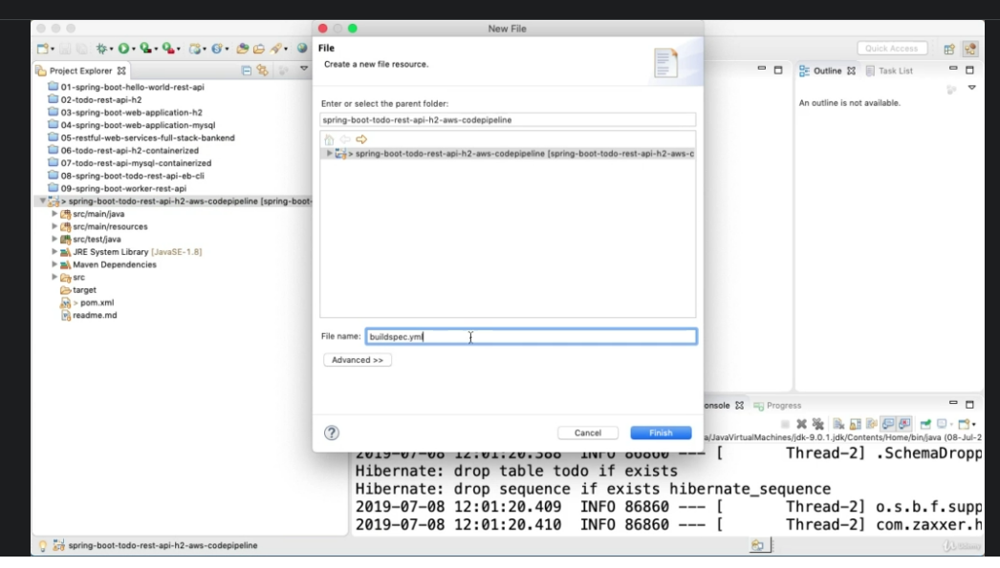 New File
Quick Access
File
Create a new file resource.
Project Explorer
Outline
Task List
An outline is not available.
01-spring-boot-hello-world-rest-api
02-todo-rest-api-h2
03-spring-boot-web-application-h2
04-spring-boot-web-application-mysql
05-restful-web-services-full-stack-bankend
06-todo-rest-api-h2-containerized
07-todo-rest-api-mysql-containerized
08-spring-boot-todo-rest-api-eb-cli
09-spring-boot-worker-rest-api
> spring-boot-todo-rest-api-h2-aws-codepipeline [spring-boot-
src/main/java
src/main/resources
src/test/java
JRE System Library [JavaSE-1.8]
Maven Dependencies
src
target
> pom.xml
readme.md
Enter or select the parent folder:
spring-boot-todo-rest-api-h2-aws-codepipeline
> spring-boot-todo-rest-api-h2-aws-codepipeline [spring-boot-todo-rest-api-h2-aws-c
File name: buildspec.yml
Advanced >>
Cancel
Finish
onsole
Progress
a/JavaVirtualMachines/jdk-9.0.1.jdk/Contents/Home/bin/java (08-Jul-2
2019-07-08 12:01:20.388 INFO 86860 --- [ Thread-2] .SchemaDropp
Hibernate: drop table todo if exists
Hibernate: drop sequence if exists hibernate_sequence
2019-07-08 12:01:20.409 INFO 86860 --- [ Thread-2] o.s.b.f.supp
2019-07-08 12:01:20.410 INFO 86860 --- [ Thread-2] com.zaxxer.h
spring-boot-todo-rest-api-h2-aws-codepipeline